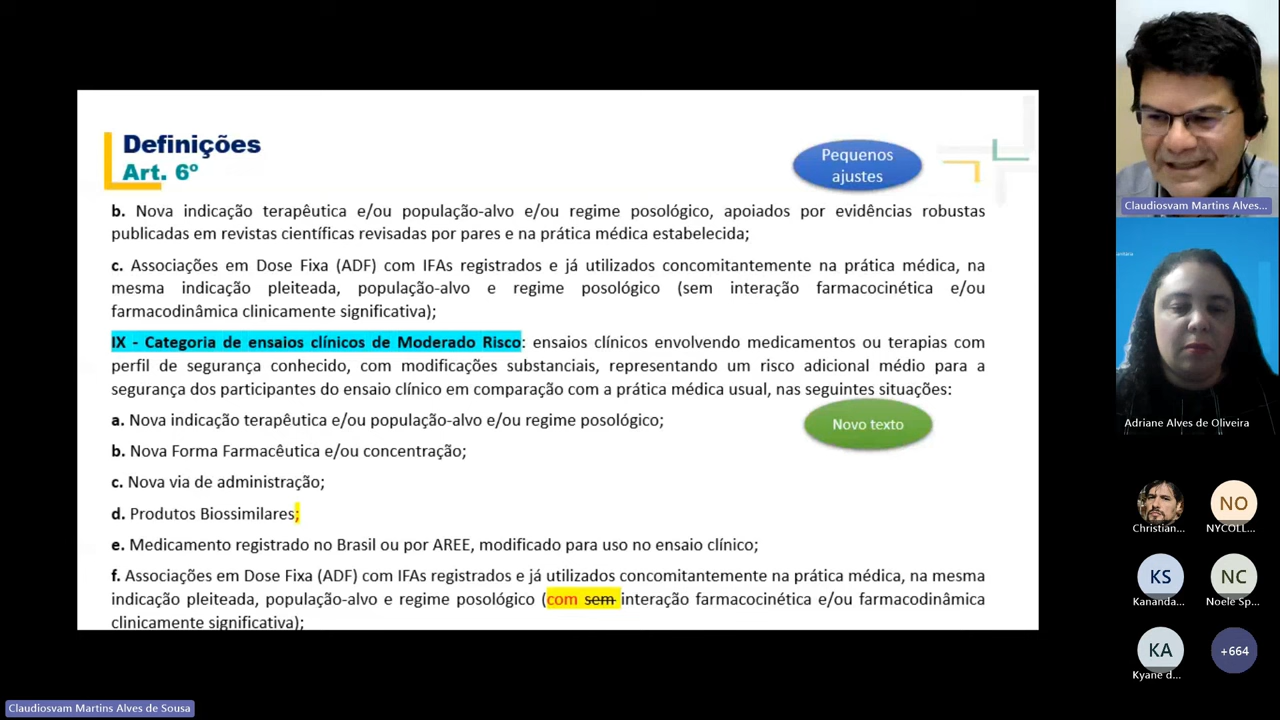 Definições
Art. 6º
Pequenos
ajustes
b. Nova indicação terapêutica e/ou população-alvo e/ou regime posológico, apoiados por evidências robustas
publicadas em revistas científicas revisadas por pares e na prática médica estabelecida;
c. Associações em Dose Fixa (ADF) com IFAs registrados e já utilizados concomitantemente na prática médica, na
mesma indicação pleiteada, população-alvo e regime posológico (sem interação farmacocinética e/ou
farmacodinâmica clinicamente significativa);
IX - Categoria de ensaios clínicos de Moderado Risco: ensaios clínicos envolvendo medicamentos ou terapias com
perfil de segurança conhecido, com modificações substanciais, representando um risco adicional médio para a
segurança dos participantes do ensaio clínico em comparação com a prática médica usual, nas seguintes situações:
a. Nova indicação terapêutica e/ou população-alvo e/ou regime posológico;
Novo texto
b. Nova Forma Farmacêutica e/ou concentração;
c. Nova via de administração;
d. Produtos Biossimilares;
e. Medicamento registrado no Brasil ou por AREE, modificado para uso no ensaio clínico;
f. Associações em Dose Fixa (ADF) com IFAs registrados e já utilizados concomitantemente na prática médica, na mesma
indicação pleiteada, população-alvo e regime posológico (com sem interação farmacocinética e/ou farmacodinâmica
clinicamente significativa);
Claudiosvam Martins Alves...
Adriane Alves de Oliveira
Christian...
NO
NYCOLL...
KS
Kananda...
NC
Noele Sp...
KA
Kyane d...
+664
Claudiosvam Martins Alves de Sousa